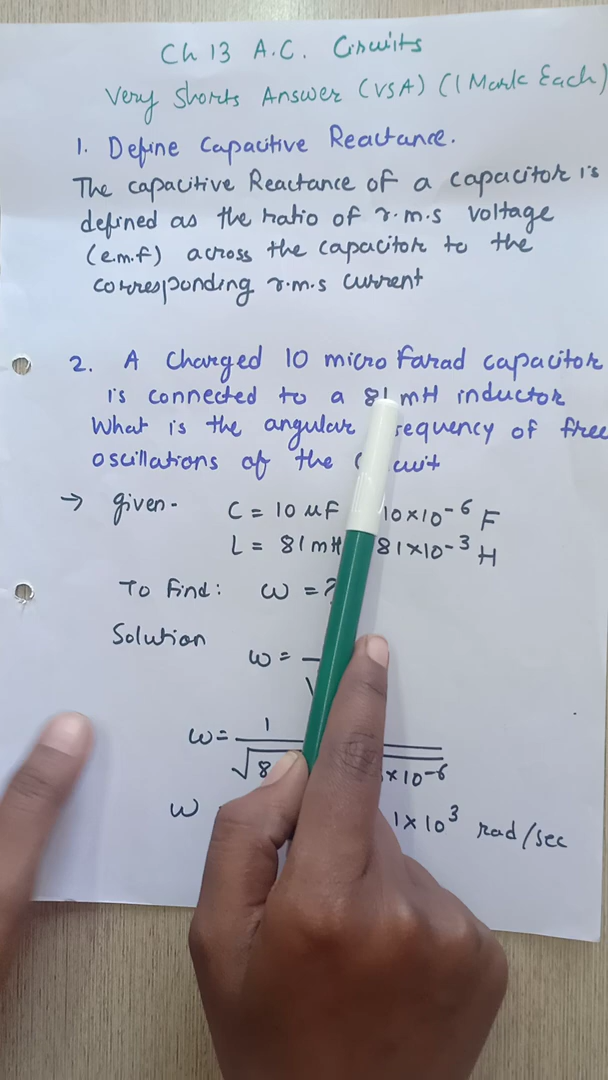 Ch 13 A.C. Circuits
Very Shorts Answer (VSA) (1 Mark Each)
1. Define Capacitive Reactance.
The capacitive Reactance of a capacitor is
defined as the ratio of r.m.s voltage
(e.m.f) across the capacitor to the
corresponding r.m.s current
2. A Charged 10 micro farad capacitor
is connected to a 81 mH inductor
What is the angular frequency of free
oscillations of the
→ given - C = 10 μF 10×10⁻⁶ F
L = 81 mH 81×10⁻³ H
To Find: ω = ?
Solution
ω =
ω = 1
√8 ×10⁻⁶
ω 1×10³ rad/sec